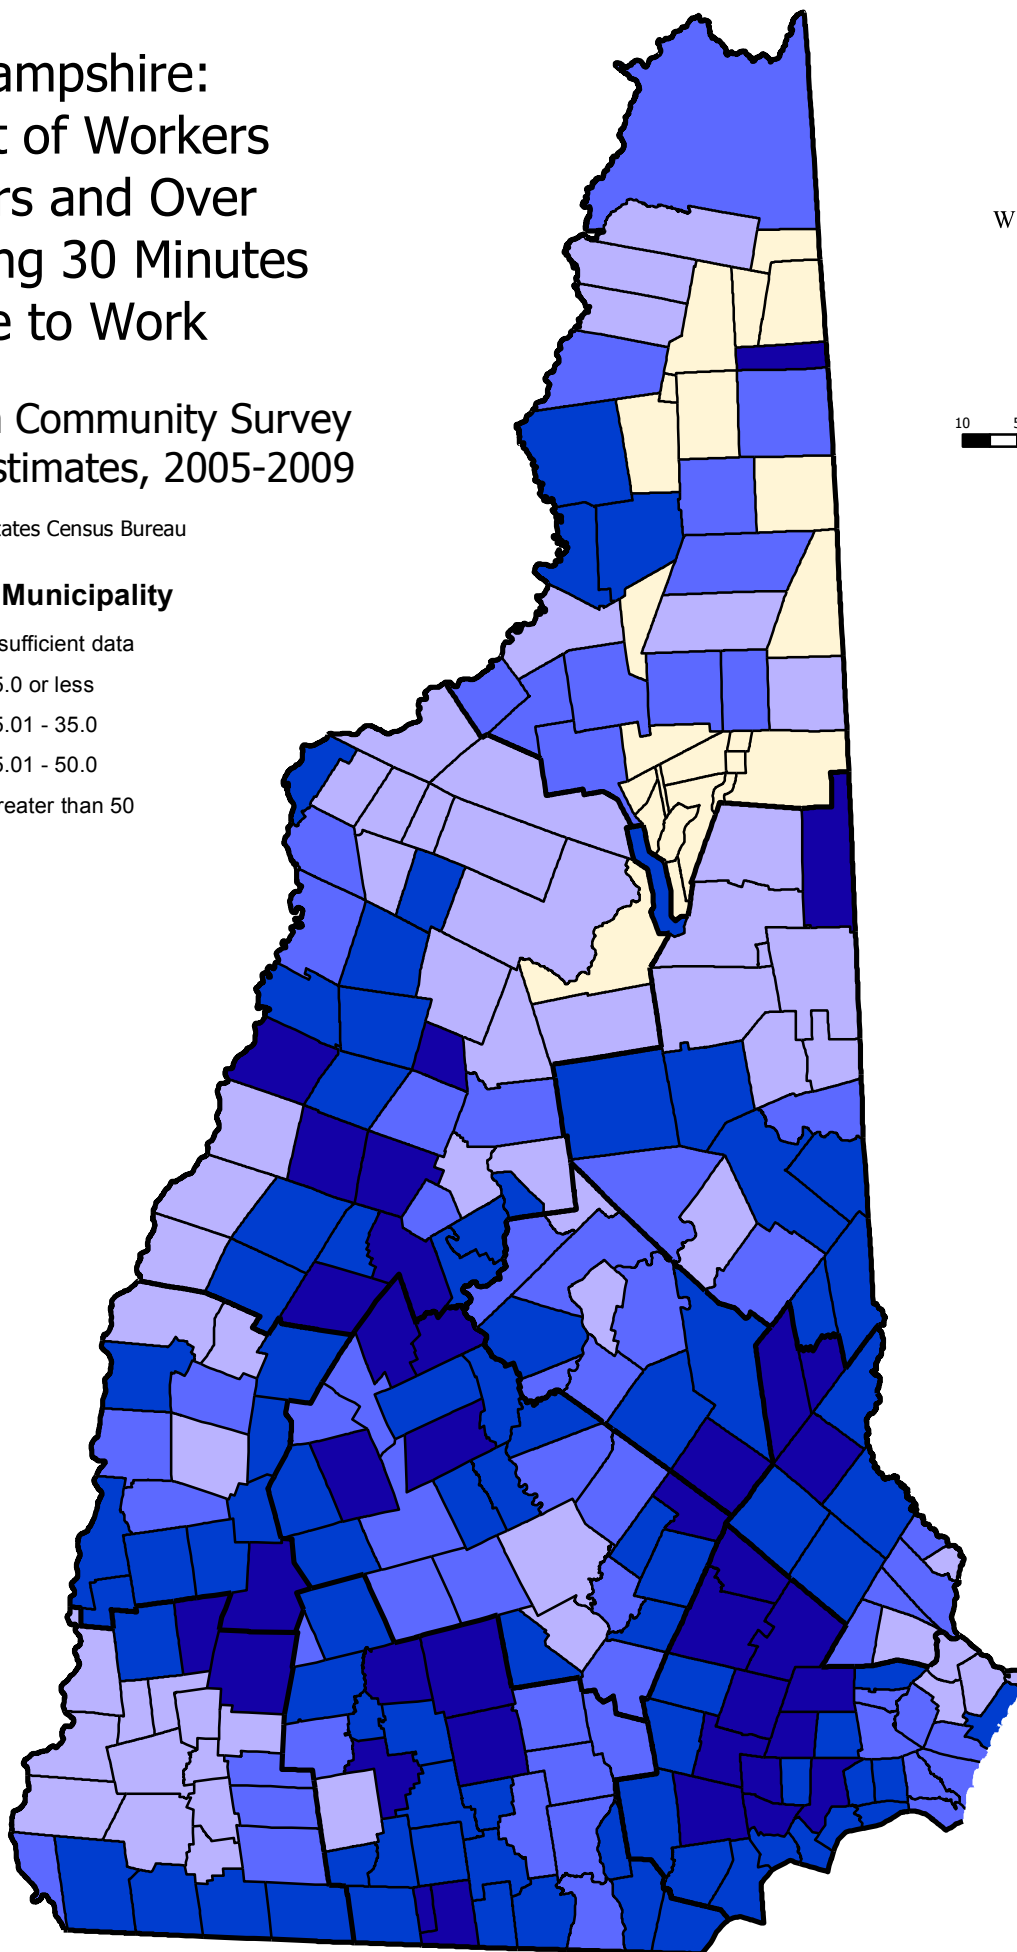 ampshire:
t of Workers
rs and Over
ng 30 Minutes
e to Work
n Community Survey
stimates, 2005-2009
tates Census Bureau
Municipality
sufficient data
5.0 or less
5.01 - 35.0
5.01 - 50.0
reater than 50
W
10 5